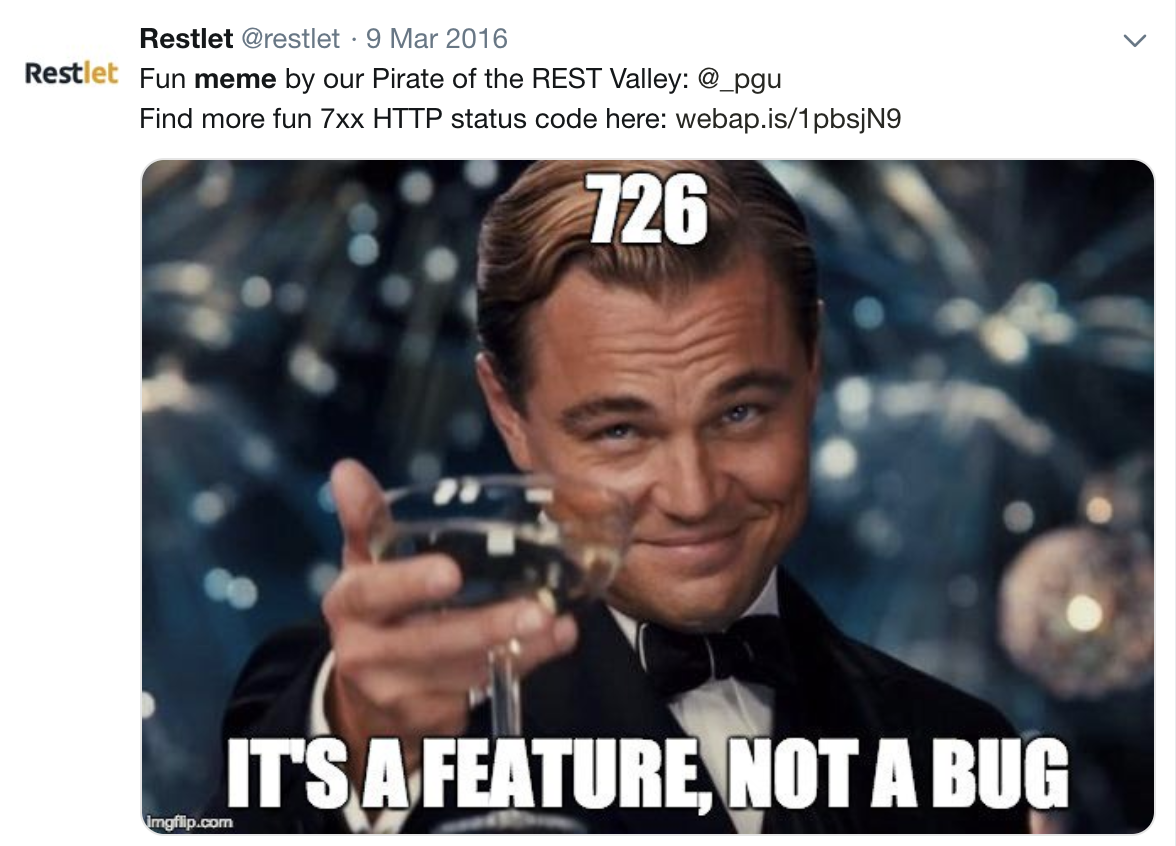 Restlet @restlet · 9 Mar 2016
Restlet
Fun meme by our Pirate of the REST Valley: @_pgu
Find more fun 7xx HTTP status code here: webap.is/1pbsjN9
726
IT'S A FEATURE, NOT A BUG
imgflip.com